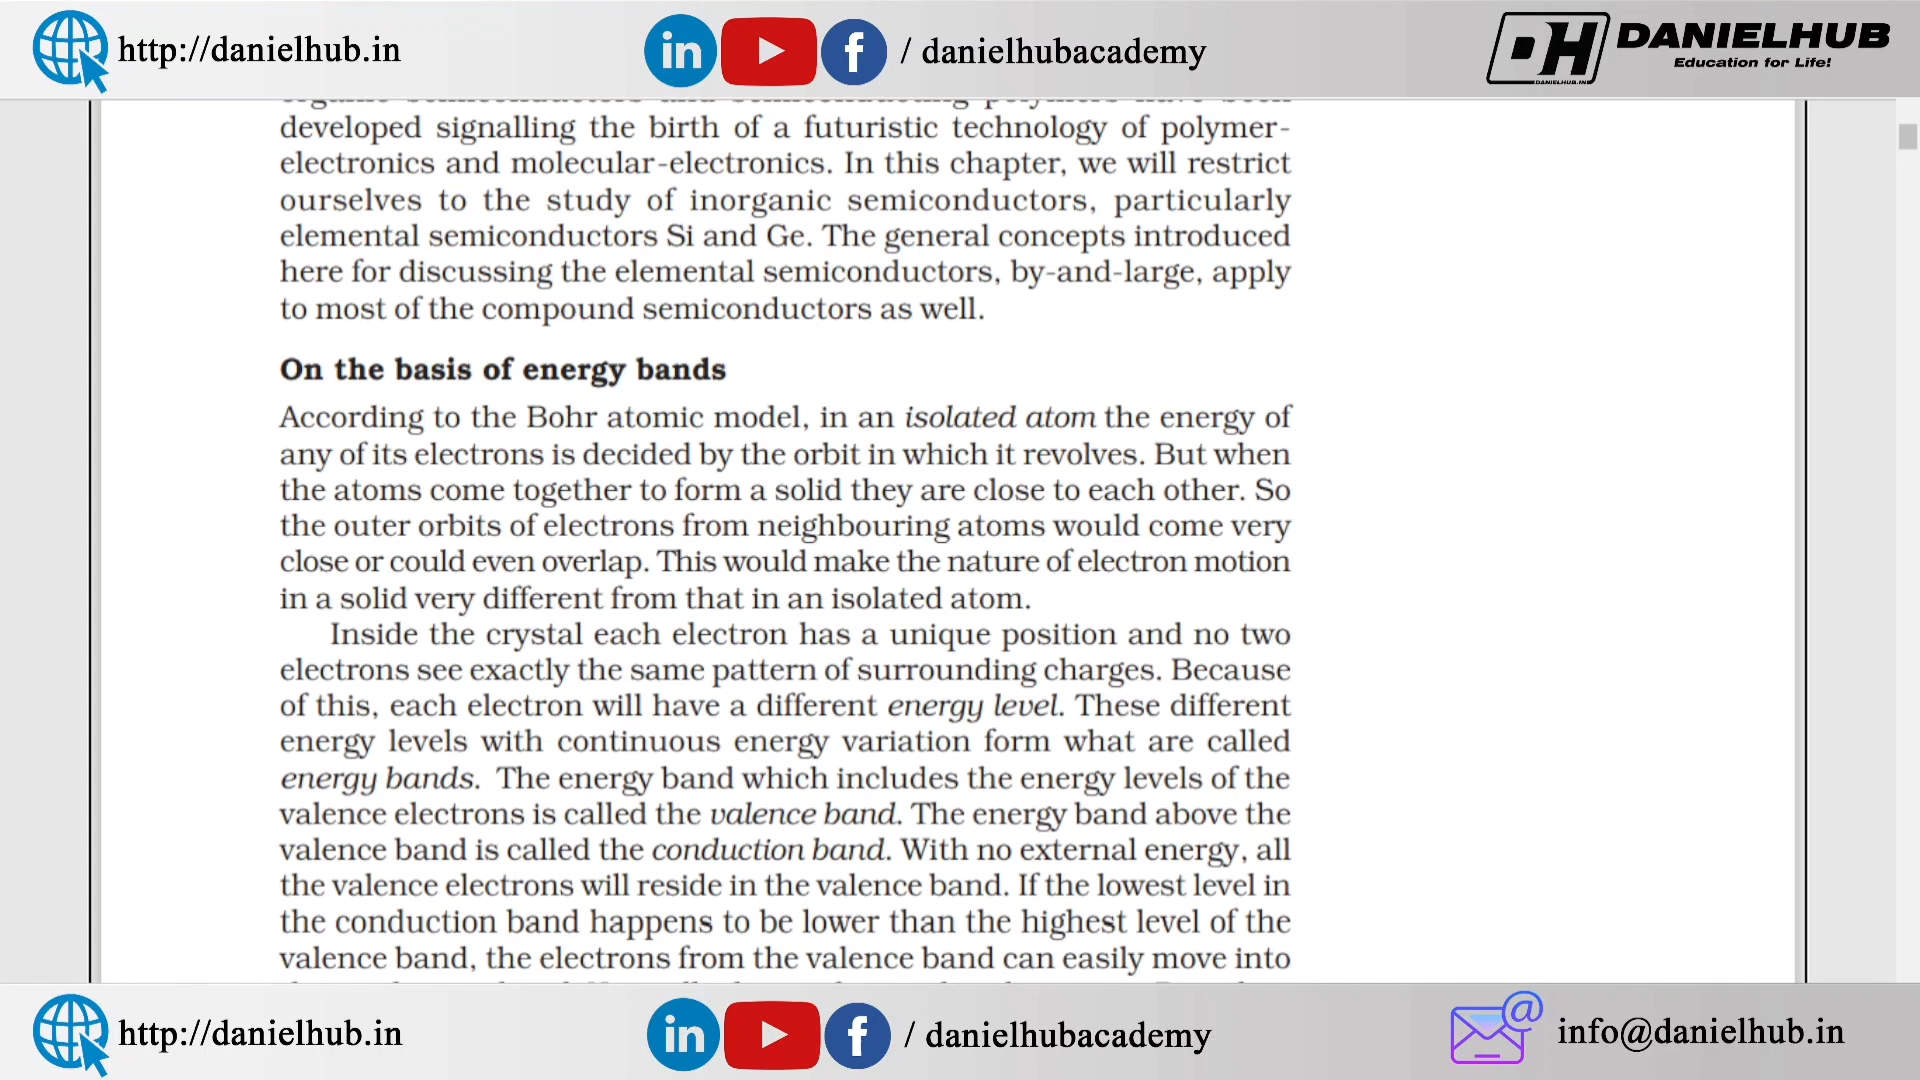 http://danielhub.in
/ danielhubacademy
DANIELHUB
Education for Life!
DANIELHUB.IN
organic semiconductors and semiconducting polymers have been
developed signalling the birth of a futuristic technology of polymer-
electronics and molecular-electronics. In this chapter, we will restrict
ourselves to the study of inorganic semiconductors, particularly
elemental semiconductors Si and Ge. The general concepts introduced
here for discussing the elemental semiconductors, by-and-large, apply
to most of the compound semiconductors as well.
On the basis of energy bands
According to the Bohr atomic model, in an isolated atom the energy of
any of its electrons is decided by the orbit in which it revolves. But when
the atoms come together to form a solid they are close to each other. So
the outer orbits of electrons from neighbouring atoms would come very
close or could even overlap. This would make the nature of electron motion
in a solid very different from that in an isolated atom.
Inside the crystal each electron has a unique position and no two
electrons see exactly the same pattern of surrounding charges. Because
of this, each electron will have a different energy level. These different
energy levels with continuous energy variation form what are called
energy bands. The energy band which includes the energy levels of the
valence electrons is called the valence band. The energy band above the
valence band is called the conduction band. With no external energy, all
the valence electrons will reside in the valence band. If the lowest level in
the conduction band happens to be lower than the highest level of the
valence band, the electrons from the valence band can easily move into
http://danielhub.in
/ danielhubacademy
info@danielhub.in